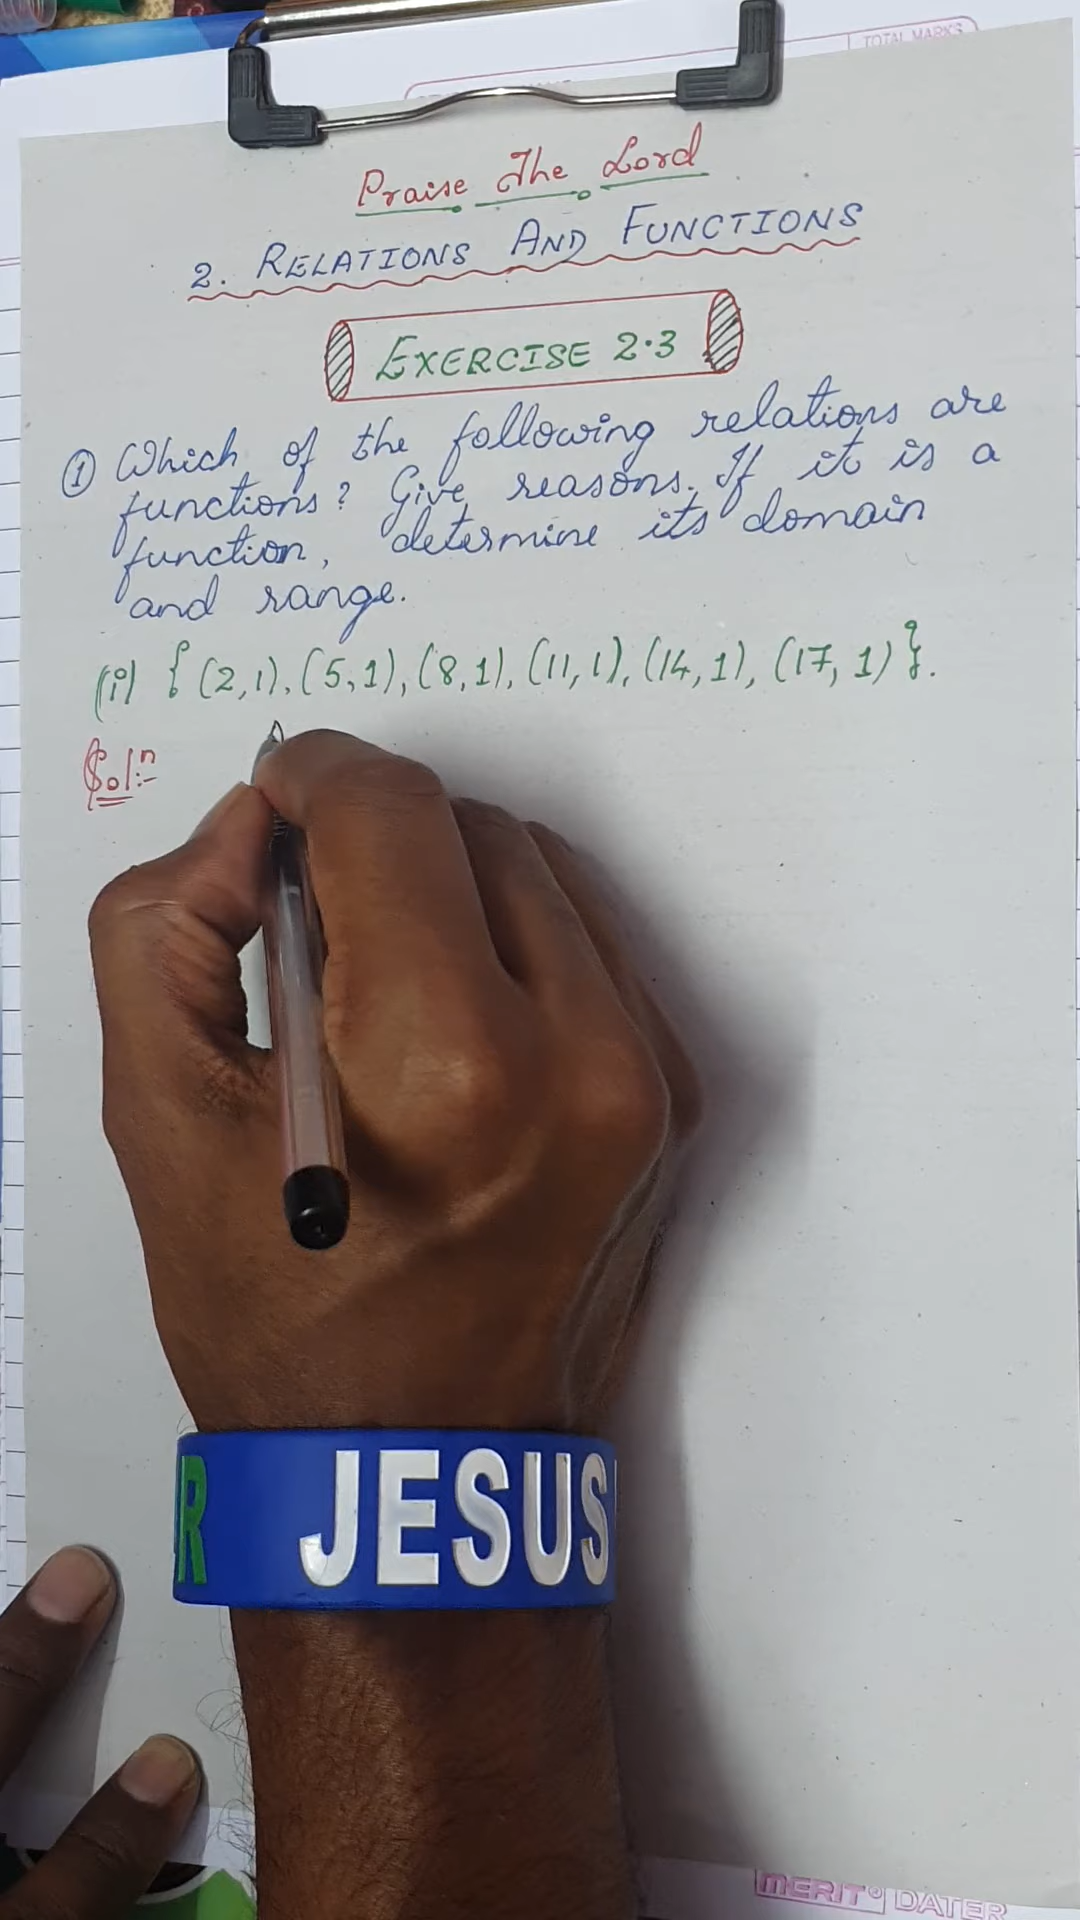 TOTAL MARKS
Praise The Lord
2. RELATIONS AND FUNCTIONS
EXERCISE 2.3
① Which of the following relations are
functions? Give reasons. If it is a
function, determine its domain
and range.
(i) {(2,1), (5,1), (8,1), (11,1), (14,1), (17,1)}.
Solⁿ:-
R JESUS
MERIT DATER